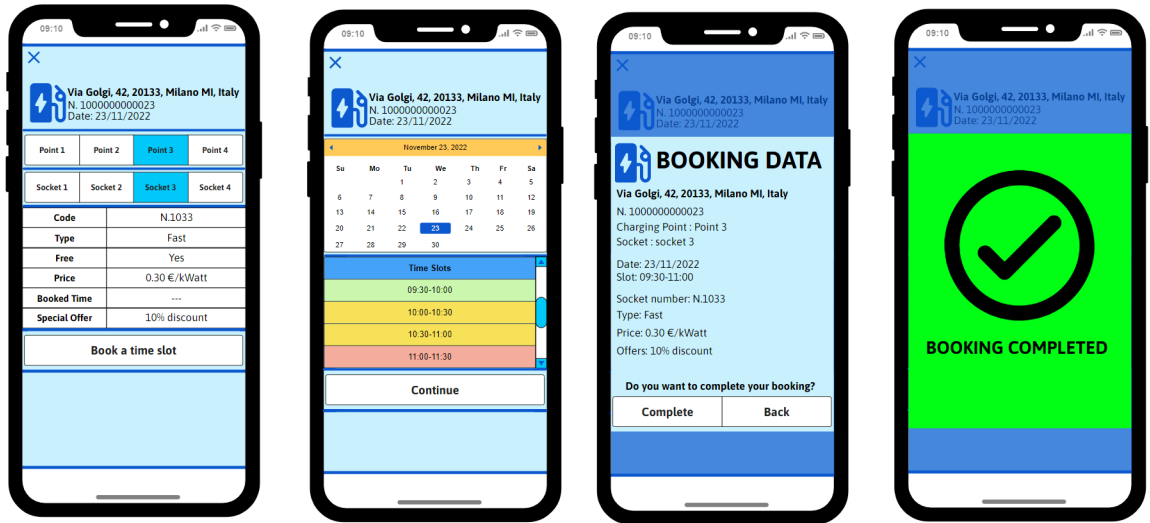 09:10
Via Golgi, 42, 20133, Milano MI, Italy
N. 1000000000023
Date: 23/11/2022
Point 1 Point 2 Point 3 Point 4
Socket 1 Socket 2 Socket 3 Socket 4
Code N.1033
Type Fast
Free Yes
Price 0.30 €/kWatt
Booked Time ---
Special Offer 10% discount
Book a time slot
09:10
Via Golgi, 42, 20133, Milano MI, Italy
N. 1000000000023
Date: 23/11/2022
November 23, 2022
Su Mo Tu We Th Fr Sa
1 2 3 4 5
6 7 8 9 10 11 12
13 14 15 16 17 18 19
20 21 22 23 24 25 26
27 28 29 30
Time Slots
09:30-10:00
10:00-10:30
10:30-11:00
11:00-11:30
Continue
09:10
Via Golgi, 42, 20133, Milano MI, Italy
N. 1000000000023
Date: 23/11/2022
BOOKING DATA
Via Golgi, 42, 20133, Milano MI, Italy
N. 1000000000023
Charging Point : Point 3
Socket : socket 3
Date: 23/11/2022
Slot: 09:30-11:00
Socket number: N.1033
Type: Fast
Price: 0.30 €/kWatt
Offers: 10% discount
Do you want to complete your booking?
Complete Back
09:10
Via Golgi, 42, 20133, Milano MI, Italy
N. 1000000000023
Date: 23/11/2022
BOOKING COMPLETED